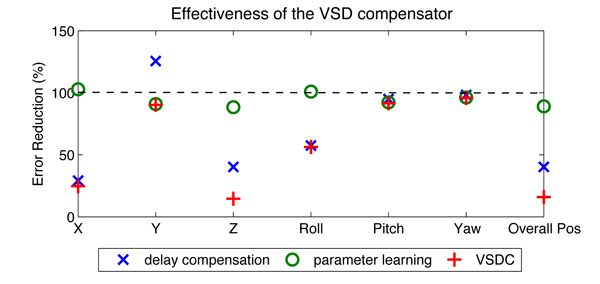 Effectiveness of the VSD compensator
Error Reduction (%)
150
100
50
0
X Y Z Roll Pitch Yaw Overall Pos
delay compensation parameter learning VSDC